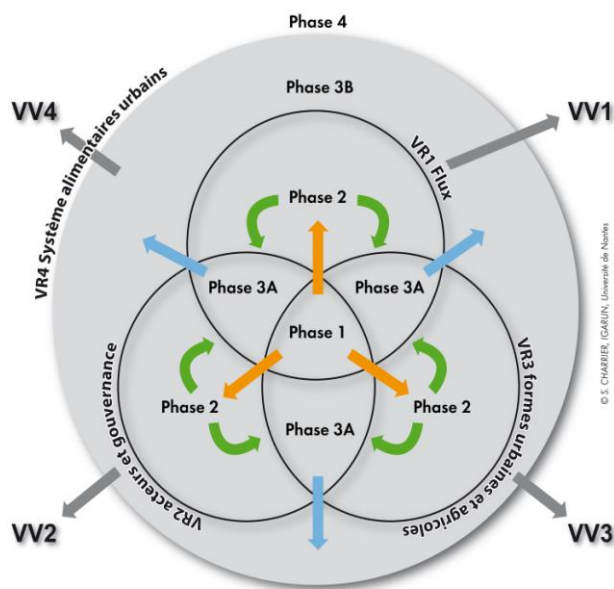 Phase 4
VV4
VR4 Système alimentaires urbains
Phase 3B
VV1
VR1 Flux
Phase 2
Phase 3A
Phase 3A
Phase 1
Phase 2
Phase 2
Phase 3A
VR2 acteurs et gouvernance
VR3 formes urbaines et agricoles
VV2
VV3
© S. CHARRIER, IGARUN, Université de Nantes